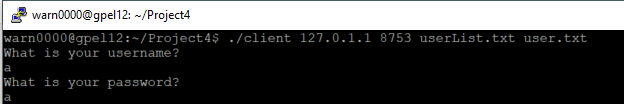 warn0000@gpel12: ~/Project4
warn0000@gpel12:~/Project4$ ./client 127.0.1.1 8753 userList.txt user.txt
What is your username?
a
What is your password?
a